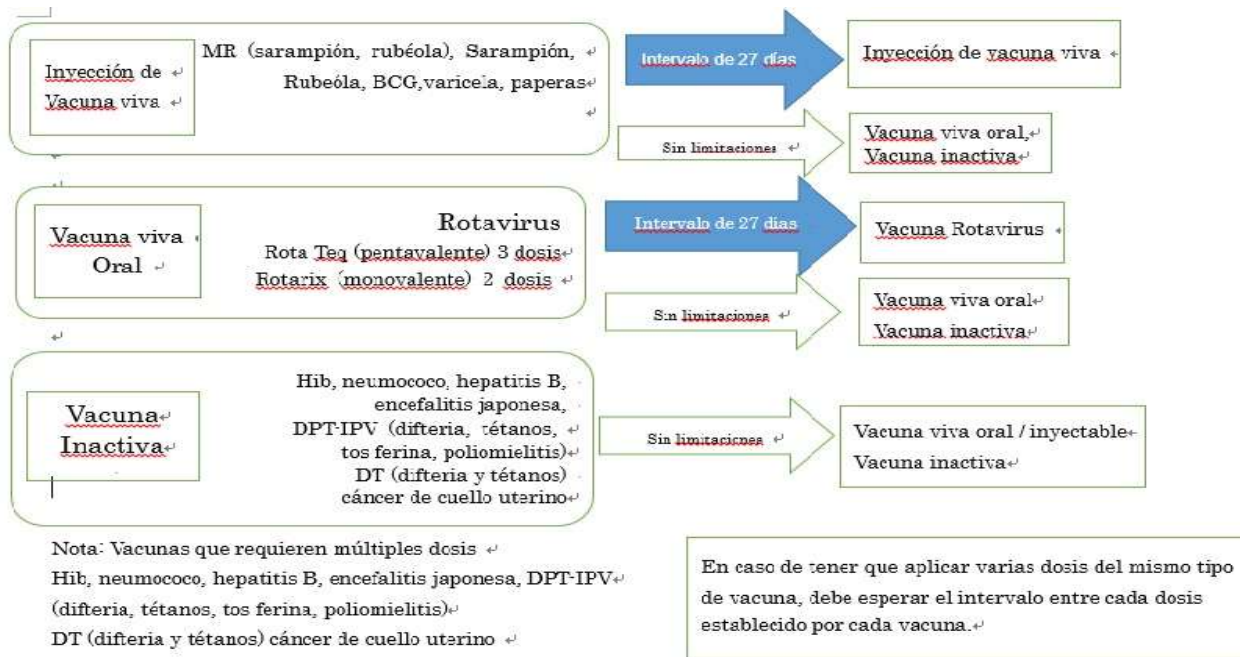 Inyección de
Vacuna viva
MR (sarampión, rubéola), Sarampión,
Rubeóla, BCG,varicela, paperas
Intervalo de 27 días
Inyección de vacuna viva
Sin limitaciones
Vacuna viva oral,
Vacuna inactiva
Vacuna viva
Oral
Rotavirus
Rota Teq (pentavalente) 3 dosis
Rotarix (monovalente) 2 dosis
Intervalo de 27 dias
Vacuna Rotavirus
Sin limitaciones
Vacuna viva oral
Vacuna inactiva
Vacuna
Inactiva
Hib, neumococo, hepatitis B,
encefalitis japonesa,
DPT-IPV (difteria, tétanos,
tos ferina, poliomielitis)
DT (difteria y tétanos)
cáncer de cuello uterino
Sin limitaciones
Vacuna viva oral / inyectable
Vacuna inactiva
Nota: Vacunas que requieren múltiples dosis
Hib, neumococo, hepatitis B, encefalitis japonesa, DPT-IPV
(difteria, tétanos, tos ferina, poliomielitis)
DT (difteria y tétanos) cáncer de cuello uterino
En caso de tener que aplicar varias dosis del mismo tipo
de vacuna, debe esperar el intervalo entre cada dosis
establecido por cada vacuna.